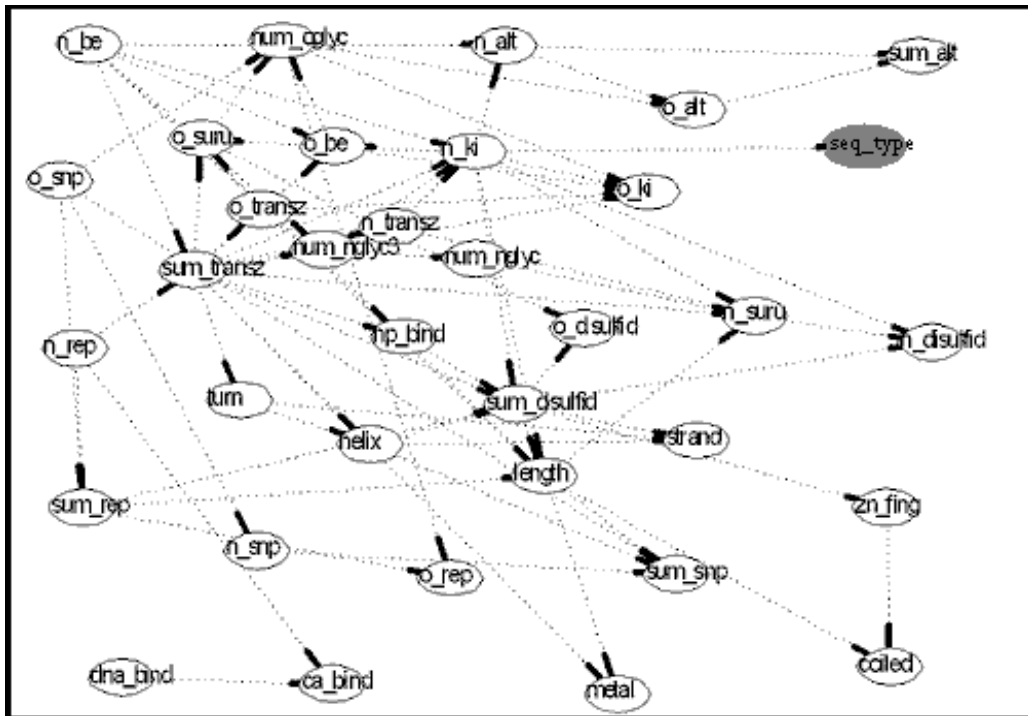 n_be
num_oglyc
n_alt
sum_alt
o_alt
o_suru
o_be
n_ki
seq_type
o_snp
o_ki
o_transz
n_transz
num_nglyc3
num_nglyc
sum_transz
o_disulfid
n_suru
hp_bind
n_disulfid
n_rep
turn
sum_disulfid
helix
strand
length
sum_rep
zn_fing
n_snp
o_rep
sum_snp
dna_bind
ca_bind
metal
coiled